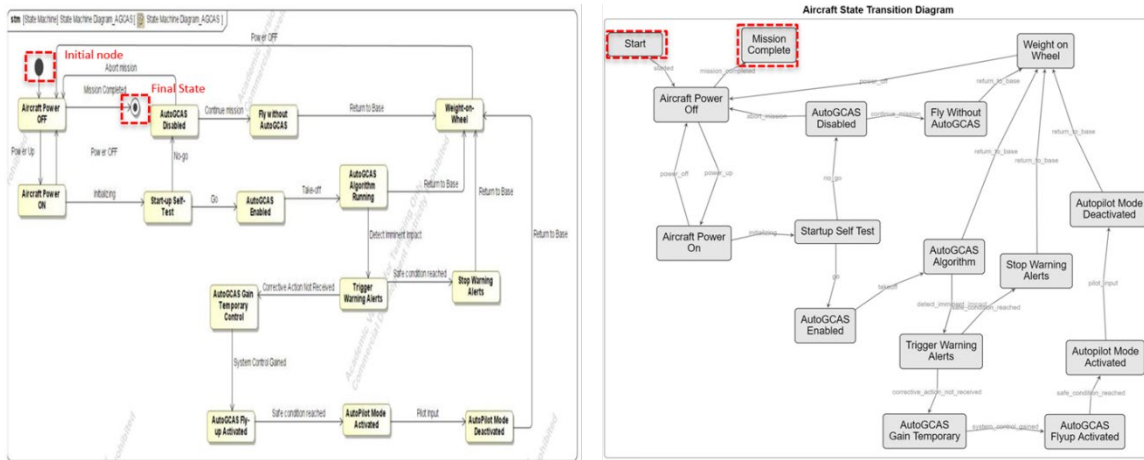 stm [State Machine] State Machine Diagram_AGCAS [ State Machine Diagram_AGCAS ]
Power OFF
Initial node
Abort mission
Mission Completed
Final State
Aircraft Power
OFF
AutoGCAS
Disabled
Continue mission
Fly without
AutoGCAS
Return to Base
Weight-on-
Wheel
Power Up
Power OFF
No-go
Aircraft Power
ON
Initializing
Start-up Self-
Test
Go
AutoGCAS
Enabled
Take-off
AutoGCAS
Algorithm
Running
Return to Base
Return to Base
Return to Base
Detect Imminent Impact
AutoGCAS Gain
Temporary
Control
Corrective Action Not Received
Trigger
Warning Alerts
Safe condition reached
Stop Warning
Alerts
System Control Gained
AutoGCAS Fly-
up Activated
Safe condition reached
AutoPilot Mode
Activated
Pilot Input
AutoPilot Mode
Deactivated
Aircraft State Transition Diagram
Start
Mission
Complete
Weight on
Wheel
started
mission_completed
power_off
return_to_base
Aircraft Power
Off
AutoGCAS
Disabled
Fly Without
AutoGCAS
abort_mission
continue_mission
return_to_base
return_to_base
power_off
power_up
no_go
Autopilot Mode
Deactivated
Aircraft Power
On
initializing
Startup Self Test
AutoGCAS
Algorithm
Stop Warning
Alerts
go
takeoff
pilot_input
AutoGCAS
Enabled
detect_imminent_impact
safe_condition_reached
Trigger Warning
Alerts
Autopilot Mode
Activated
corrective_action_not_received
safe_condition_reached
AutoGCAS
Gain Temporary
system_control_gained
AutoGCAS
Flyup Activated